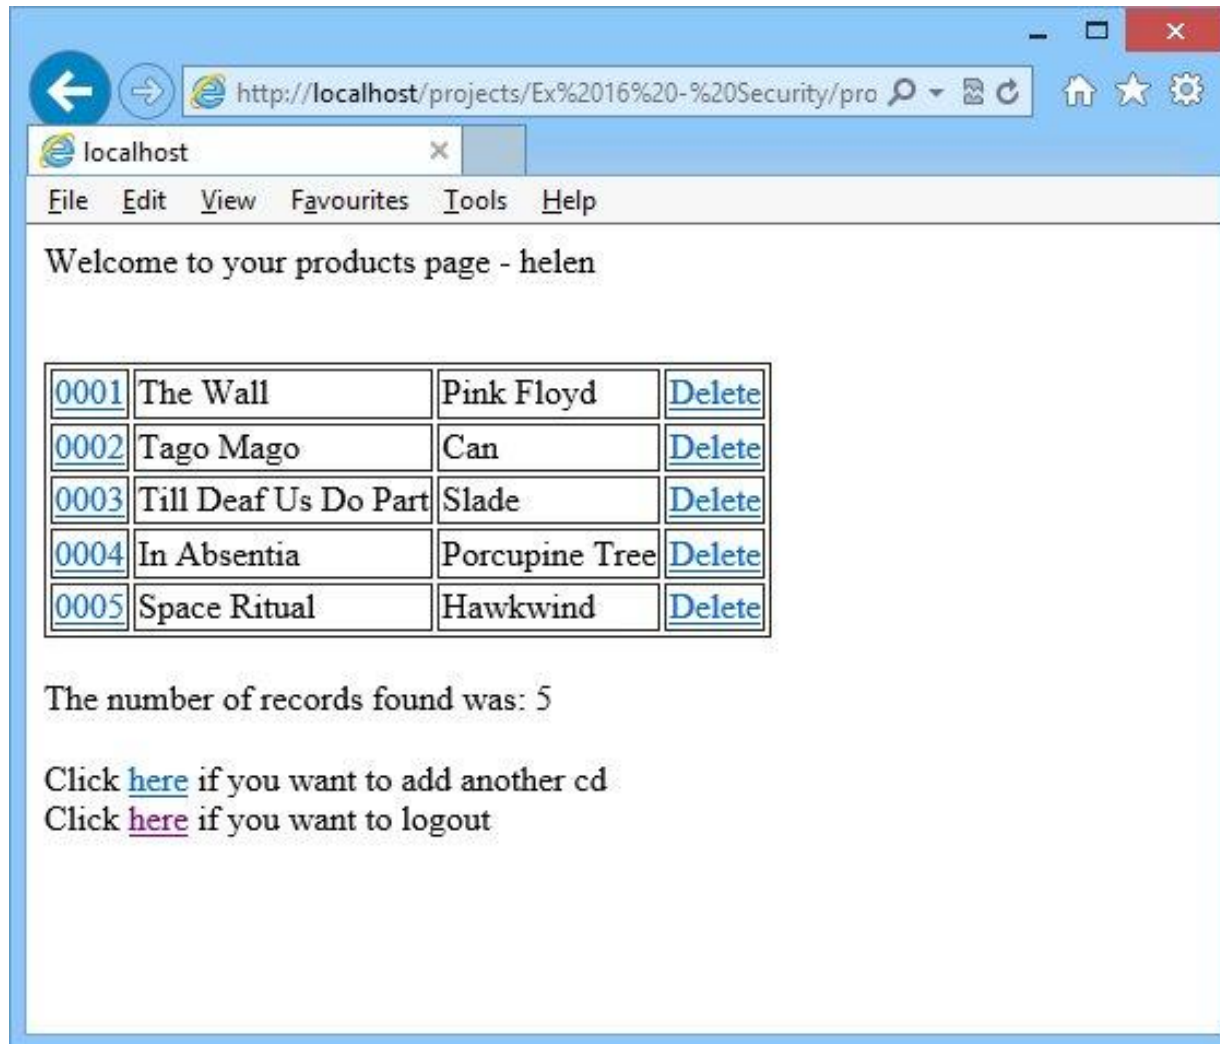 http://localhost/projects/Ex%2016%20-%20Security/pro
localhost
File Edit View Favourites Tools Help
Welcome to your products page - helen
0001 The Wall Pink Floyd Delete
0002 Tago Mago Can Delete
0003 Till Deaf Us Do Part Slade Delete
0004 In Absentia Porcupine Tree Delete
0005 Space Ritual Hawkwind Delete
The number of records found was: 5
Click here if you want to add another cd
Click here if you want to logout